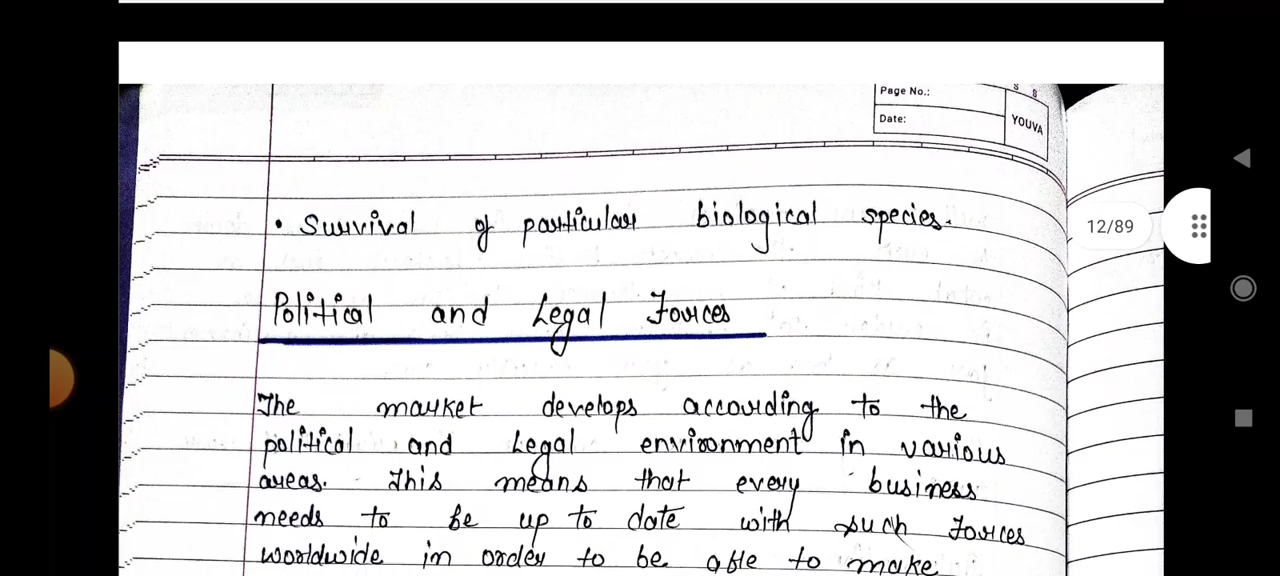 Page No.:
Date:
YOUVA
• Survival of particular biological species.
12/89
Political and Legal Forces
The market develops according to the
political and Legal environment in various
areas. This means that every business
needs to be up to date with such forces
worldwide in order to be able to make